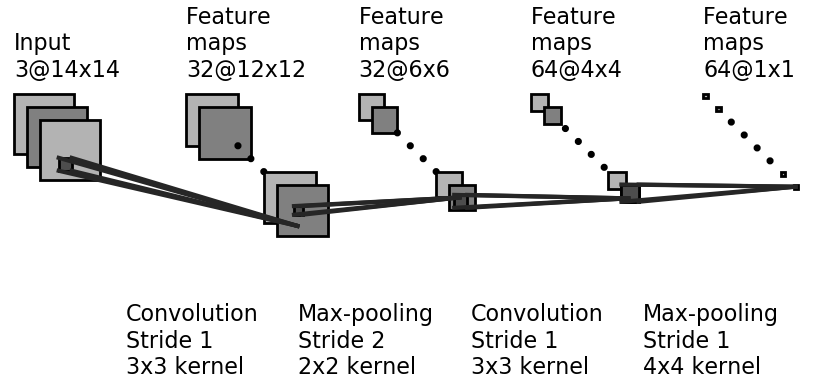 Input
3@14x14
Feature
maps
32@12x12
Feature
maps
32@6x6
Feature
maps
64@4x4
Feature
maps
64@1x1
Convolution
Stride 1
3x3 kernel
Max-pooling
Stride 2
2x2 kernel
Convolution
Stride 1
3x3 kernel
Max-pooling
Stride 1
4x4 kernel